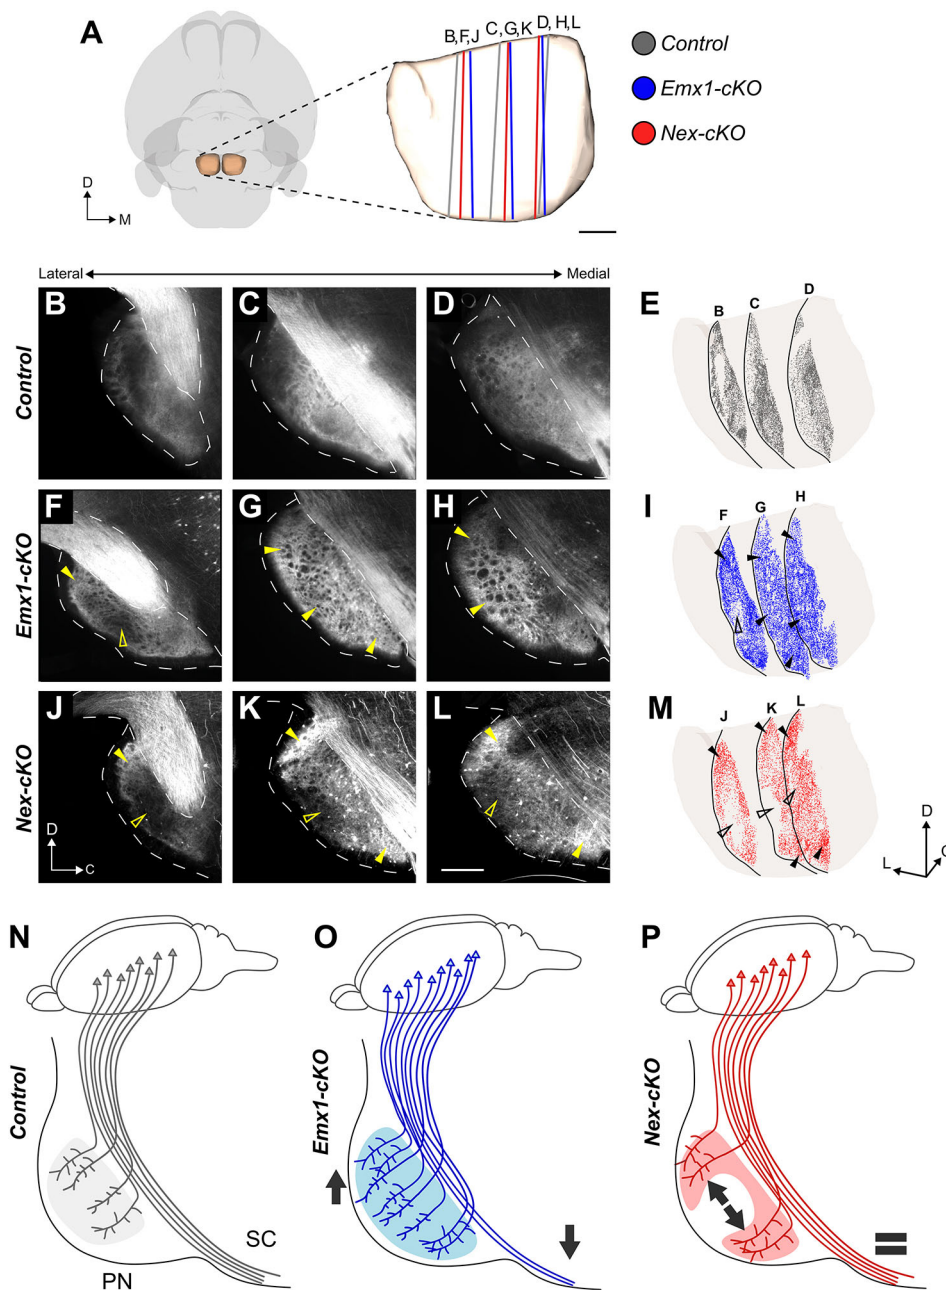 A
B,F,J
C,G,K
D, H,L
Control
Emx1-cKO
Nex-cKO
D
M
Lateral
Medial
B
C
D
E
B
C
D
Control
F
G
H
I
F
G
H
Emx1-cKO
J
K
L
M
J
K
L
Nex-cKO
D
C
D
L
C
N
O
P
Control
Emx1-cKO
Nex-cKO
SC
PN